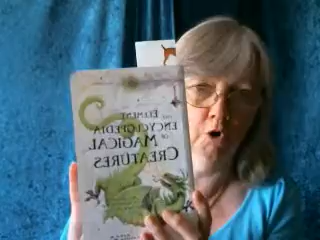 THE
ELEMENT
ENCYCLOPEDIA
OF
MAGICAL
CREATURES